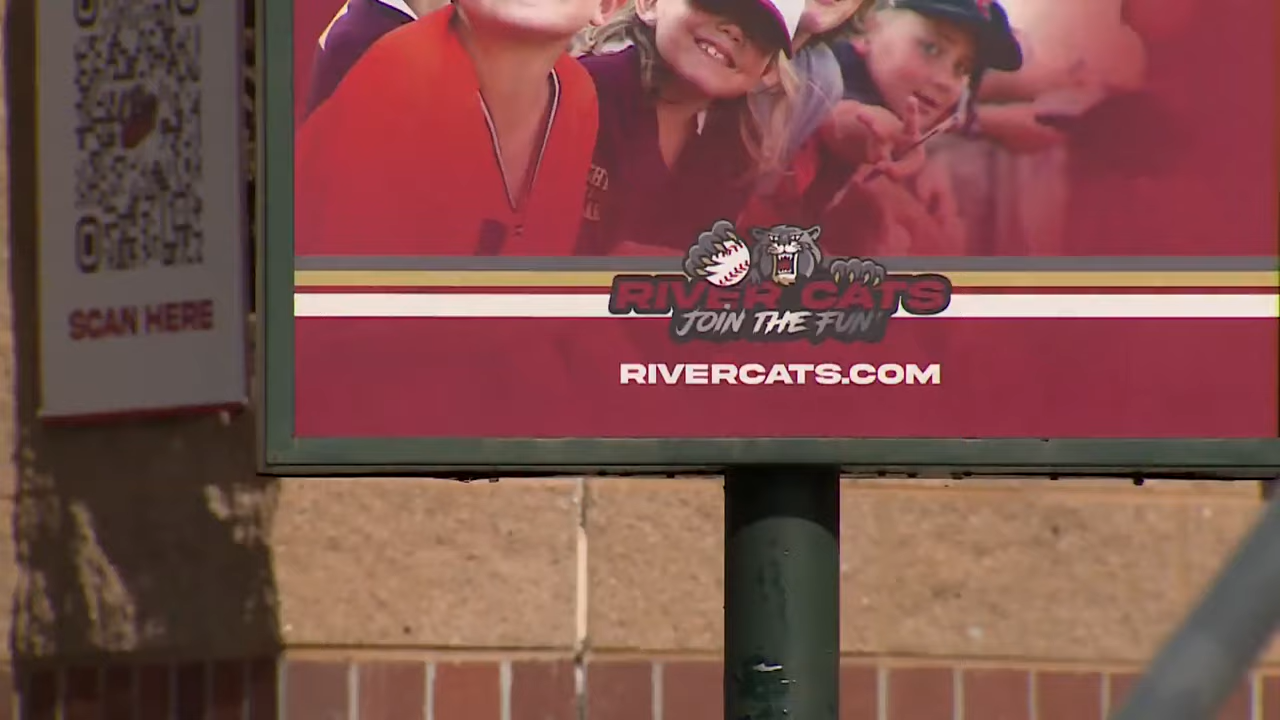 SCAN HERE
RIVER CATS
JOIN THE FUN!
RIVERCATS.COM